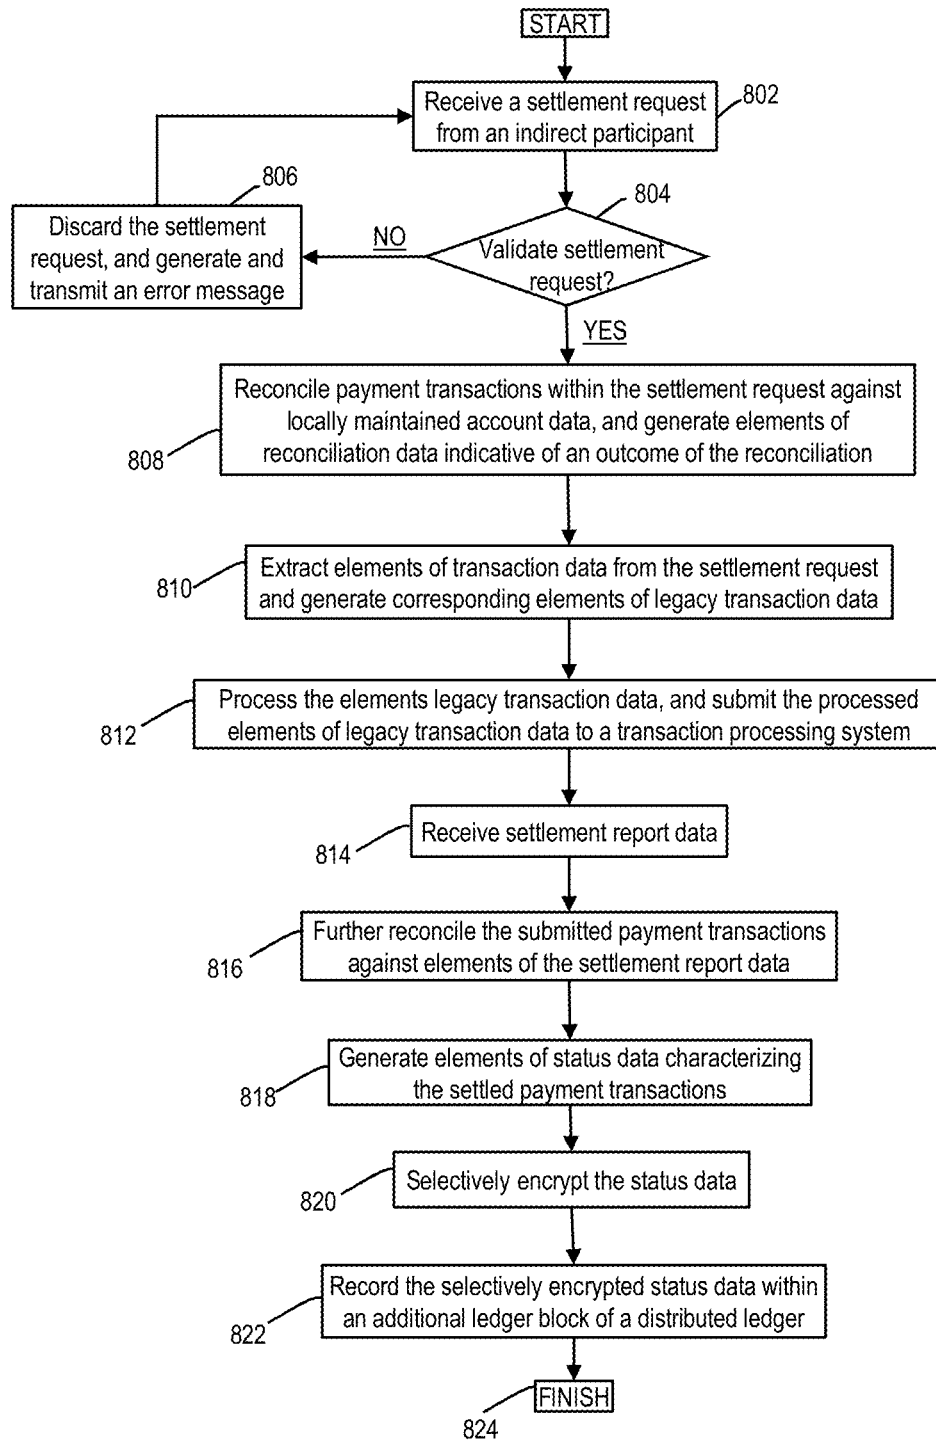 START
Receive a settlement request
from an indirect participant
802
806
804
Discard the settlement
request, and generate and
transmit an error message
NO
Validate settlement
request?
YES
Reconcile payment transactions within the settlement request against
locally maintained account data, and generate elements of
reconciliation data indicative of an outcome of the reconciliation
808
Extract elements of transaction data from the settlement request
and generate corresponding elements of legacy transaction data
810
Process the elements legacy transaction data, and submit the processed
elements of legacy transaction data to a transaction processing system
812
Receive settlement report data
814
Further reconcile the submitted payment transactions
against elements of the settlement report data
816
Generate elements of status data characterizing
the settled payment transactions
818
Selectively encrypt the status data
820
Record the selectively encrypted status data within
an additional ledger block of a distributed ledger
822
FINISH
824